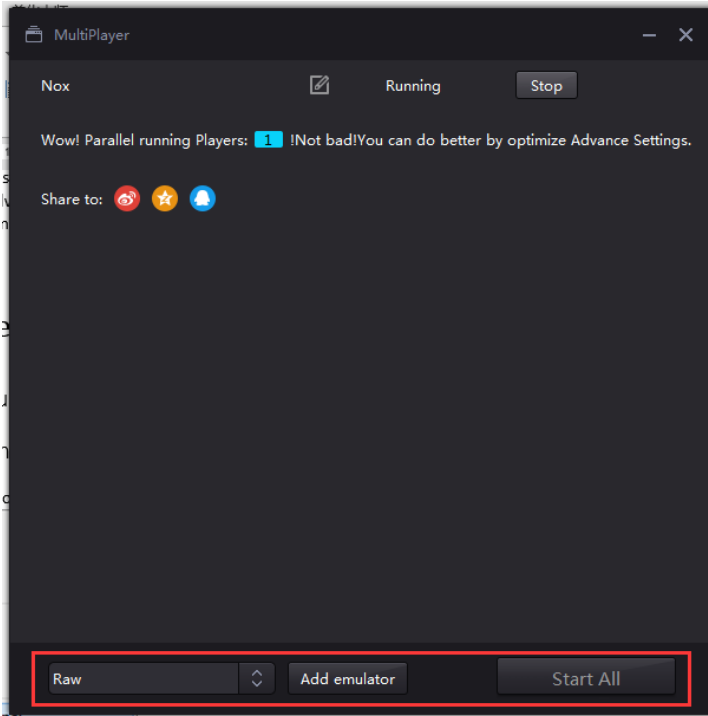 MultiPlayer
Nox Running Stop
Wow! Parallel running Players: 1 !Not bad!You can do better by optimize Advance Settings.
Share to:
Raw Add emulator Start All